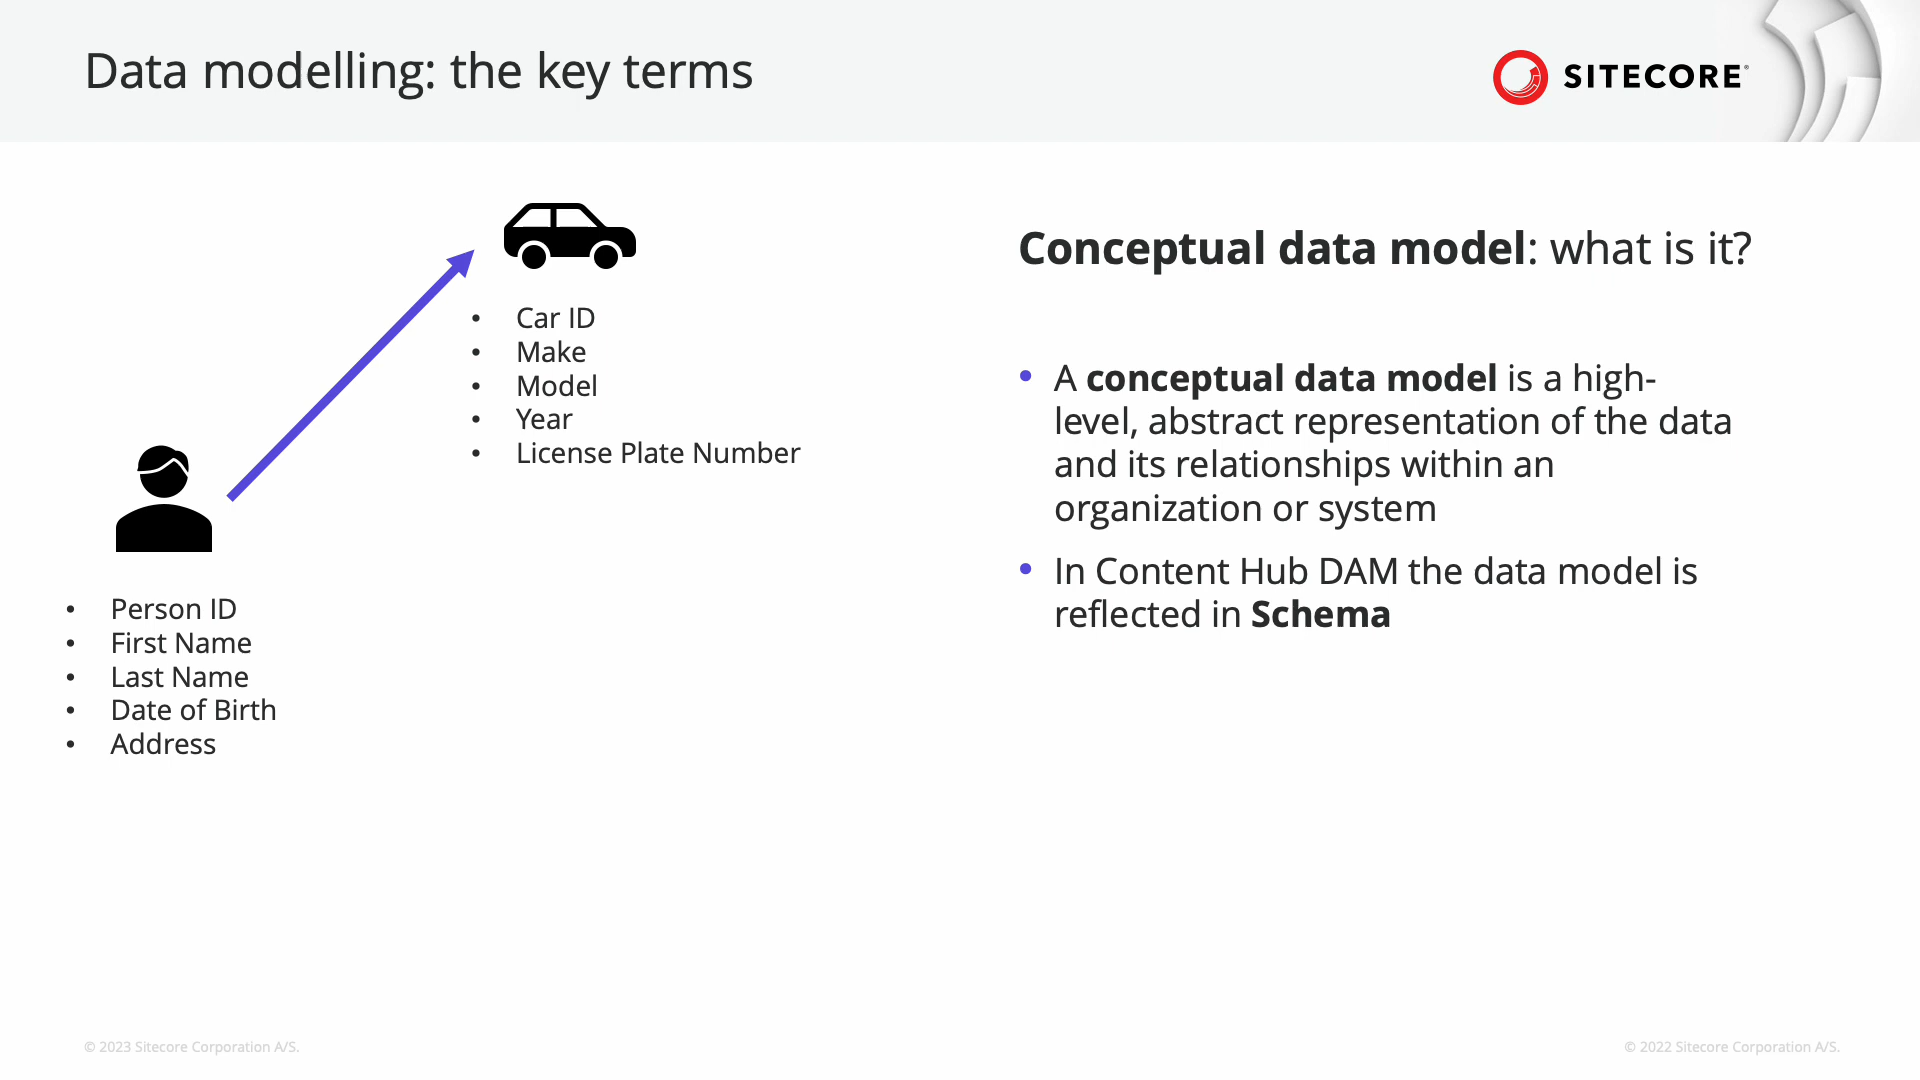 Data modelling: the key terms
SITECORE®
• Car ID
• Make
• Model
• Year
• License Plate Number
• Person ID
• First Name
• Last Name
• Date of Birth
• Address
Conceptual data model: what is it?
• A conceptual data model is a high-
level, abstract representation of the data
and its relationships within an
organization or system
• In Content Hub DAM the data model is
reflected in Schema
© 2023 Sitecore Corporation A/S.
© 2022 Sitecore Corporation A/S.